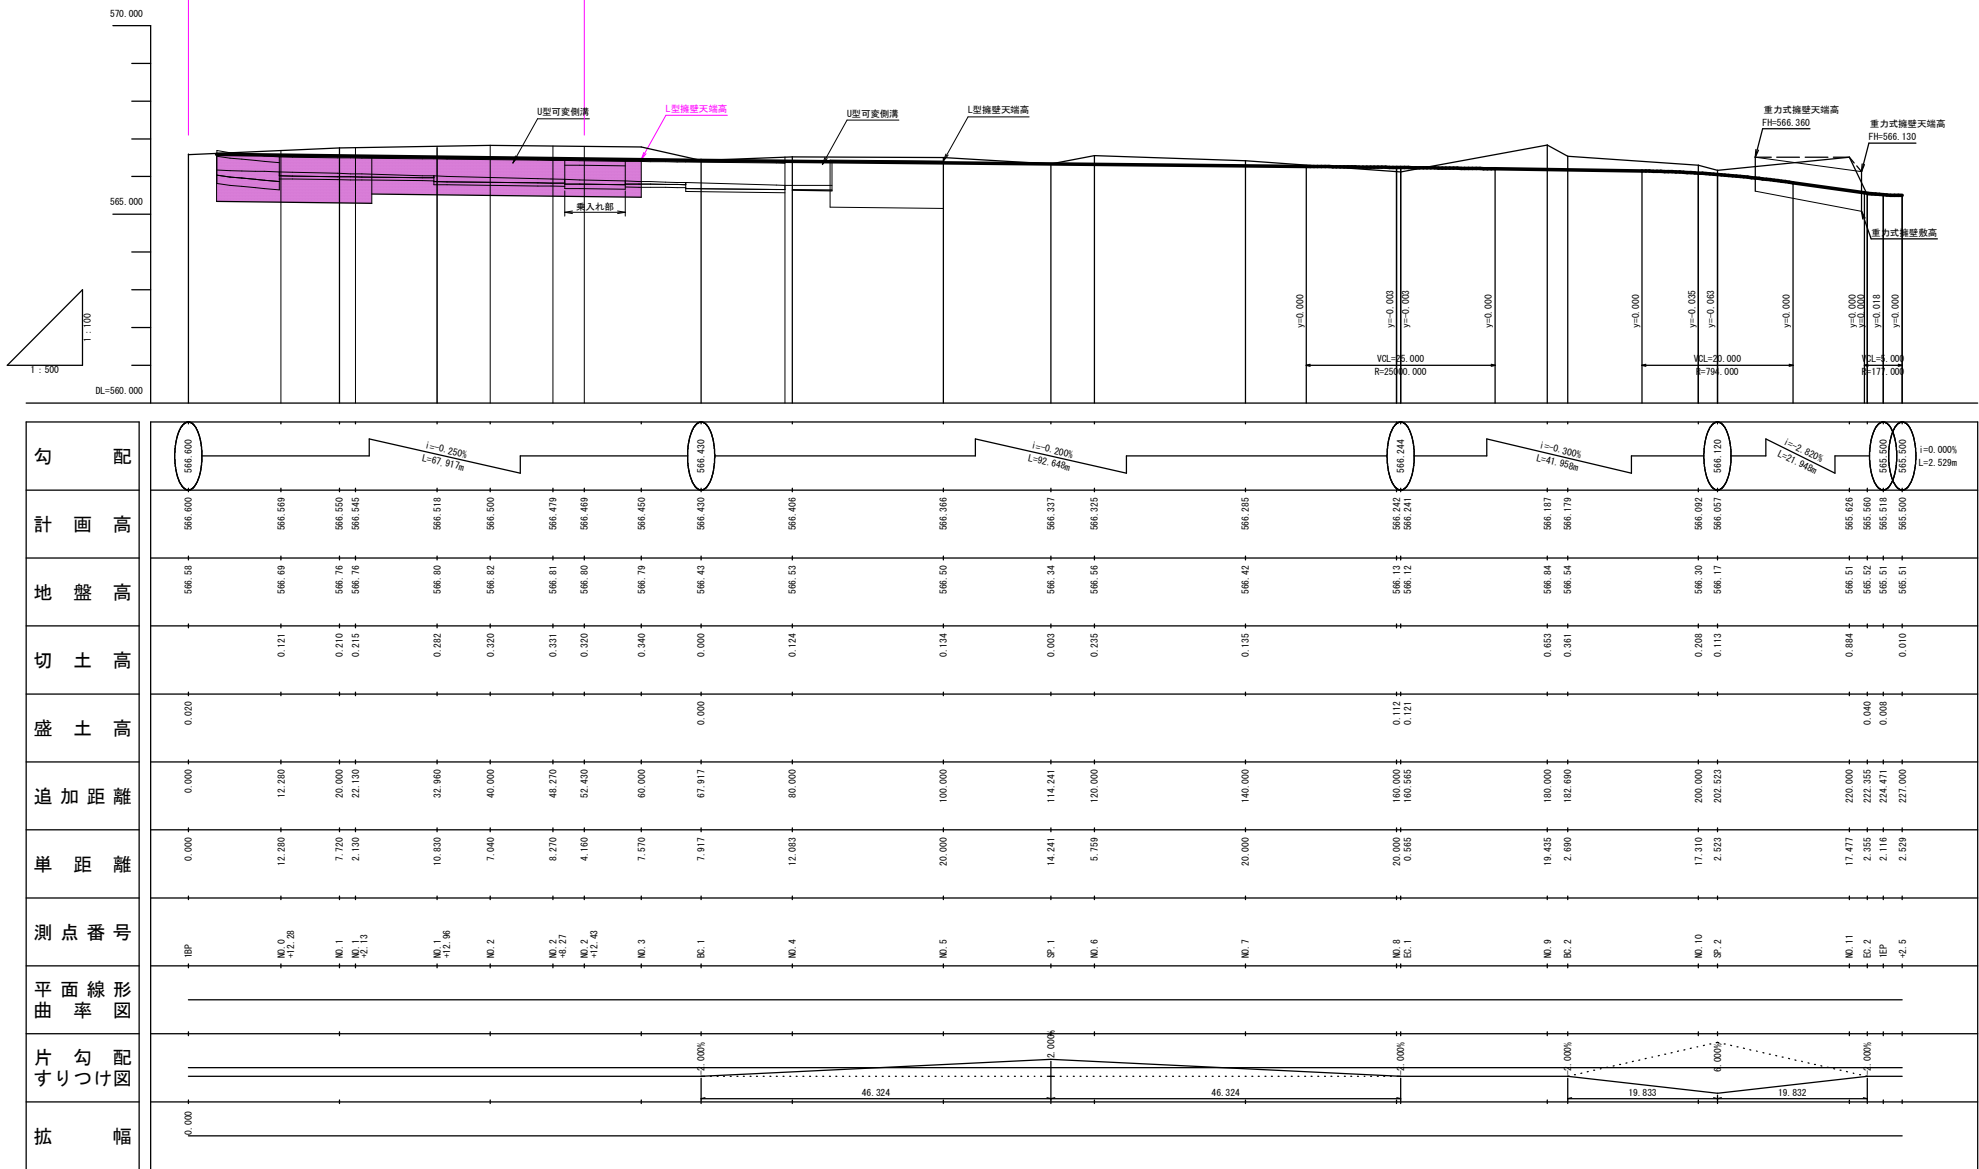 570.000
U型可変側溝
L型擁壁天端高
U型可変側溝
L型擁壁天端高
重力式擁壁天端高
FH=566.360
重力式擁壁天端高
FH=566.130
565.000
乗入れ部
重力式擁壁敷高
1:100
1:500
y=0.000
y=-0.003
y=-0.003
y=0.000
y=0.000
y=-0.035
y=-0.063
y=0.000
y=0.000
y=0.000
y=0.018
y=0.000
VCL=25.000
R=25000.000
VCL=20.000
R=794.000
VCL=5.000
R=177.000
DL=560.000
勾配
566.600
i=-0.250%
L=67.917m
566.430
i=-0.200%
L=92.648m
566.244
i=-0.300%
L=41.958m
566.120
i=-2.820%
L=21.948m
565.500
565.500
i=0.000%
L=2.529m
計画高
566.600 566.569 566.550 566.545 566.518 566.500 566.479 566.469 566.450 566.430 566.406 566.366 566.337 566.325 566.285 566.242 566.241 566.187 566.179 566.092 566.057 565.626 565.560 565.518 565.500
地盤高
566.58 566.69 566.76 566.76 566.80 566.82 566.81 566.80 566.79 566.43 566.53 566.50 566.34 566.56 566.42 566.13 566.12 566.84 566.54 566.30 566.17 566.51 565.52 565.51 565.51
切土高
0.121 0.210 0.215 0.282 0.320 0.331 0.320 0.340 0.000 0.124 0.134 0.003 0.235 0.135 0.653 0.361 0.208 0.113 0.884 0.010
盛土高
0.020 0.000 0.112 0.121 0.040 0.008
追加距離
0.000 12.280 20.000 22.130 32.960 40.000 48.270 52.430 60.000 67.917 80.000 100.000 114.241 120.000 140.000 160.000 160.565 180.000 182.690 200.000 202.523 220.000 222.355 224.471 227.000
単距離
0.000 12.280 7.720 2.130 10.830 7.040 8.270 4.160 7.570 7.917 12.083 20.000 14.241 5.759 20.000 20.000 0.565 19.435 2.690 17.310 2.523 17.477 2.355 2.116 2.529
測点番号
1BP
NO.0
+12.28
NO.1
NO.1
+2.13
NO.1
+12.96
NO.2
NO.2
+8.27
NO.2
+12.43
NO.3
BC.1
NO.4
NO.5
SP.1
NO.6
NO.7
NO.8
EC.1
NO.9
BC.2
NO.10
SP.2
NO.11
EC.2
1EP
+2.5
平面線形
曲率図
片勾配
すりつけ図
2.000%
46.324
46.324
19.833
19.832
拡幅
0.000